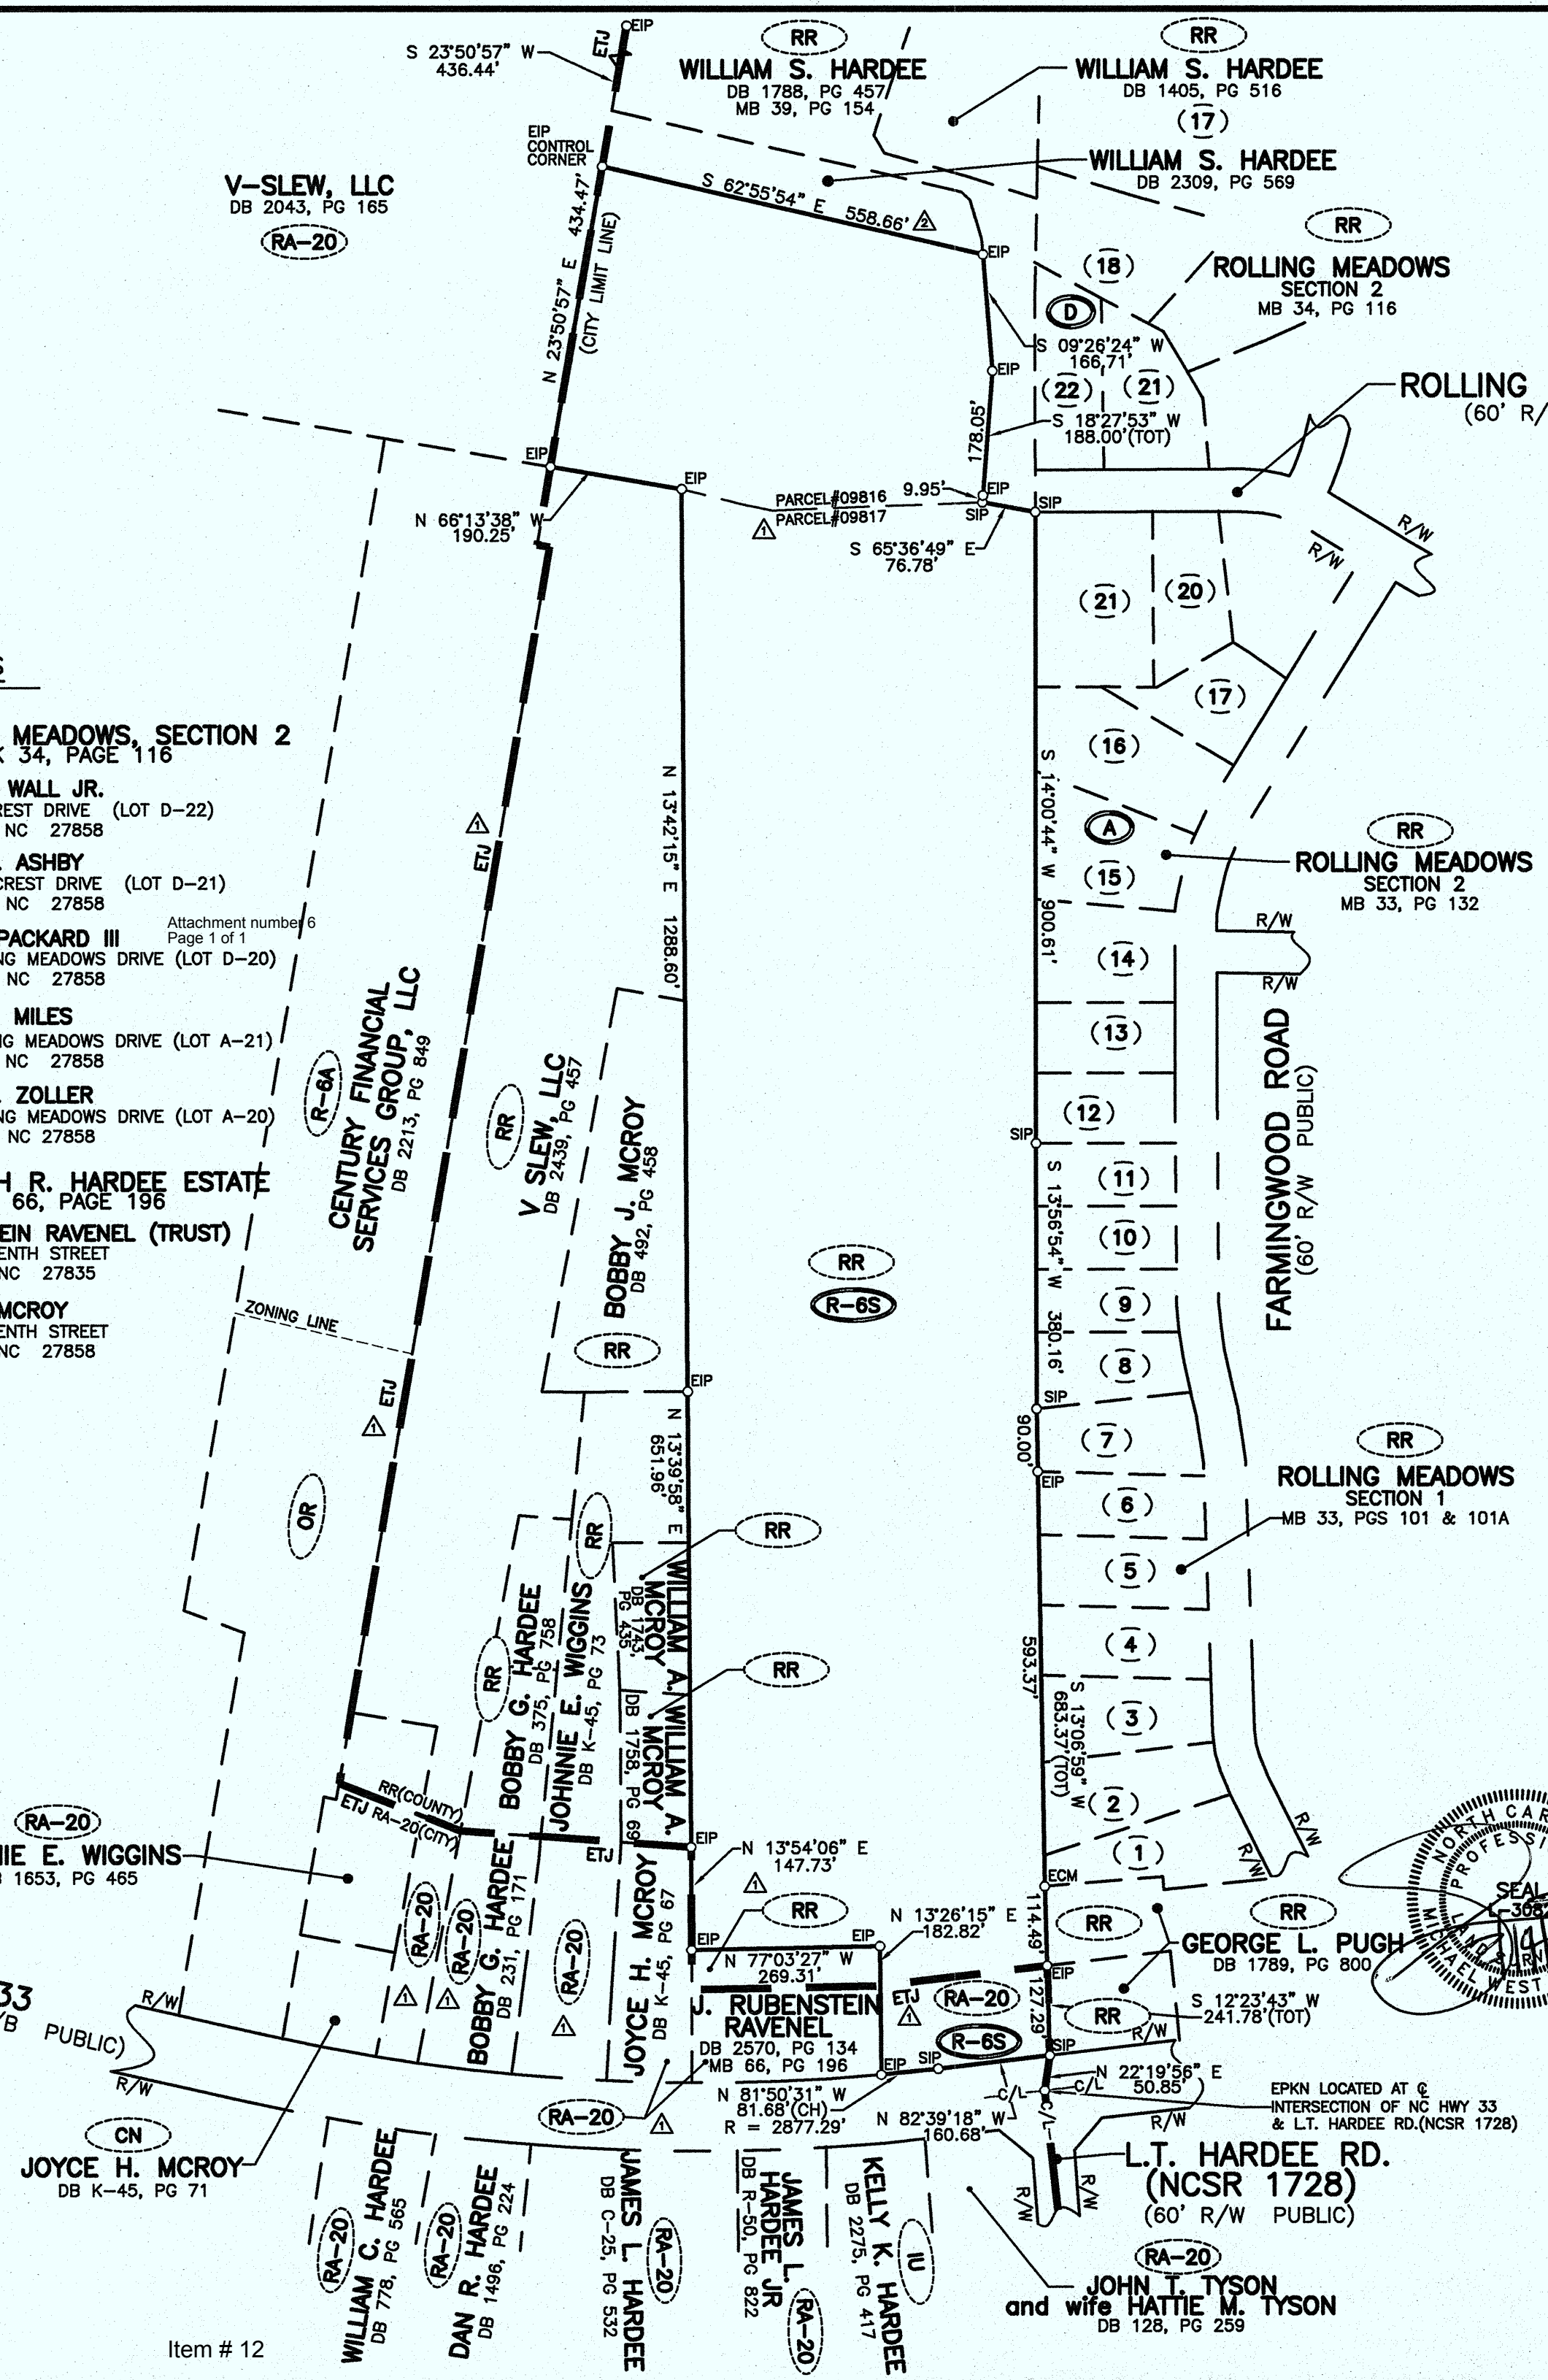 EIP
ETJ
S 23°50'57" W
436.44'
RR
WILLIAM S. HARDEE
DB 1788, PG 457
MB 39, PG 154
RR
WILLIAM S. HARDEE
DB 1405, PG 516
(17)
WILLIAM S. HARDEE
DB 2309, PG 569
EIP
CONTROL
CORNER
V-SLEW, LLC
DB 2043, PG 165
RA-20
S 62°55'54" E 558.66' 2
N 23°50'57" E 434.47'
(CITY LIMIT LINE)
EIP
RR
ROLLING MEADOWS
SECTION 2
MB 34, PG 116
(18)
D
S 09°26'24" W
166.71'
EIP
(22)
(21)
S 18°27'53" W
188.00'(TOT)
178.05'
ROLLING
(60' R/
EIP
EIP
N 66°13'38" W
190.25'
PARCEL#09816
PARCEL#09817
1
9.95'
EIP
SIP
SIP
S 65°36'49" E
76.78'
R/W
R/W
(21)
(20)
(17)
(16)
S
MEADOWS, SECTION 2
K 34, PAGE 116
WALL JR.
REST DRIVE (LOT D-22)
NC 27858
. ASHBY
CREST DRIVE (LOT D-21)
NC 27858
Attachment number 6
Page 1 of 1
PACKARD III
NG MEADOWS DRIVE (LOT D-20)
NC 27858
MILES
NG MEADOWS DRIVE (LOT A-21)
NC 27858
. ZOLLER
NG MEADOWS DRIVE (LOT A-20)
NC 27858
H R. HARDEE ESTATE
66, PAGE 196
EIN RAVENEL (TRUST)
ENTH STREET
NC 27835
MCROY
ENTH STREET
NC 27858
1
ETJ
N 13°42'15" E 1288.60'
S 14°00'44" W 900.61'
A
(15)
RR
ROLLING MEADOWS
SECTION 2
MB 33, PG 132
R/W
R/W
(14)
(13)
(12)
SIP
FARMINGWOOD ROAD
(60' R/W PUBLIC)
R-6A
CENTURY FINANCIAL
SERVICES GROUP, LLC
DB 2213, PG 849
RR
V SLEW, LLC
DB 2439, PG 457
BOBBY J. MCROY
DB 492, PG 458
RR
RR
R-6S
S 13°56'54" W 380.16'
(11)
(10)
(9)
(8)
SIP
ZONING LINE
ETJ
1
EIP
90.00'
(7)
EIP
RR
ROLLING MEADOWS
SECTION 1
MB 33, PGS 101 & 101A
(6)
(5)
(4)
(3)
(2)
(1)
OR
N 13°39'58" E
651.96'
RR
RR
RR
RR
BOBBY G. HARDEE
DB 375, PG 758
JOHNNIE E. WIGGINS
DB K-45, PG 73
WILLIAM A.
MCROY
DB 1743,
PG 435
WILLIAM A.
MCROY
DB 1758, PG 69
593.37'
S 13°06'59" W
683.37'(TOT)
R/W
R/W
RR(COUNTY)
ETJ RA-20(CITY)
ETJ
EIP
RA-20
NIE E. WIGGINS
1653, PG 465
RA-20
RA-20
BOBBY G. HARDEE
DB 231, PG 171
RA-20
JOYCE H. MCROY
DB K-45, PG 67
1
1
1
N 13°54'06" E
147.73'
1
RR
EIP
EIP
N 77°03'27" W
269.31'
N 13°26'15" E
182.82'
ECM
114.49'
RR
RR
GEORGE L. PUGH
DB 1789, PG 800
NORTH CAR
PROFESSI
SEAL
LAND
MICHAEL WEST
EIP
127.29'
S 12°23'43" W
241.78'(TOT)
RR
R/W
J. RUBENSTEIN
RAVENEL
DB 2570, PG 134
MB 66, PG 196
ETJ
1
RA-20
R-6S
EIP
SIP
SIP
33
/B PUBLIC)
R/W
R/W
N 81°50'31" W
81.68'(CH)
R = 2877.29'
N 82°39'18" W
160.68'
C/L
C/L
C/L
N 22°19'56" E
50.85'
R/W
EPKN LOCATED AT ℄
INTERSECTION OF NC HWY 33
& L.T. HARDEE RD.(NCSR 1728)
RA-20
1
CN
JOYCE H. MCROY
DB K-45, PG 71
L.T. HARDEE RD.
(NCSR 1728)
(60' R/W PUBLIC)
R/W
R/W
WILLIAM C. HARDEE
DB 778, PG 565
RA-20
DAN R. HARDEE
DB 1496, PG 224
RA-20
JAMES L. HARDEE
DB C-25, PG 532
RA-20
JAMES L.
HARDEE JR
DB R-50, PG 822
RA-20
KELLY K. HARDEE
DB 2275, PG 417
IU
RA-20
JOHN T. TYSON
and wife HATTIE M. TYSON
DB 128, PG 259
Item # 12